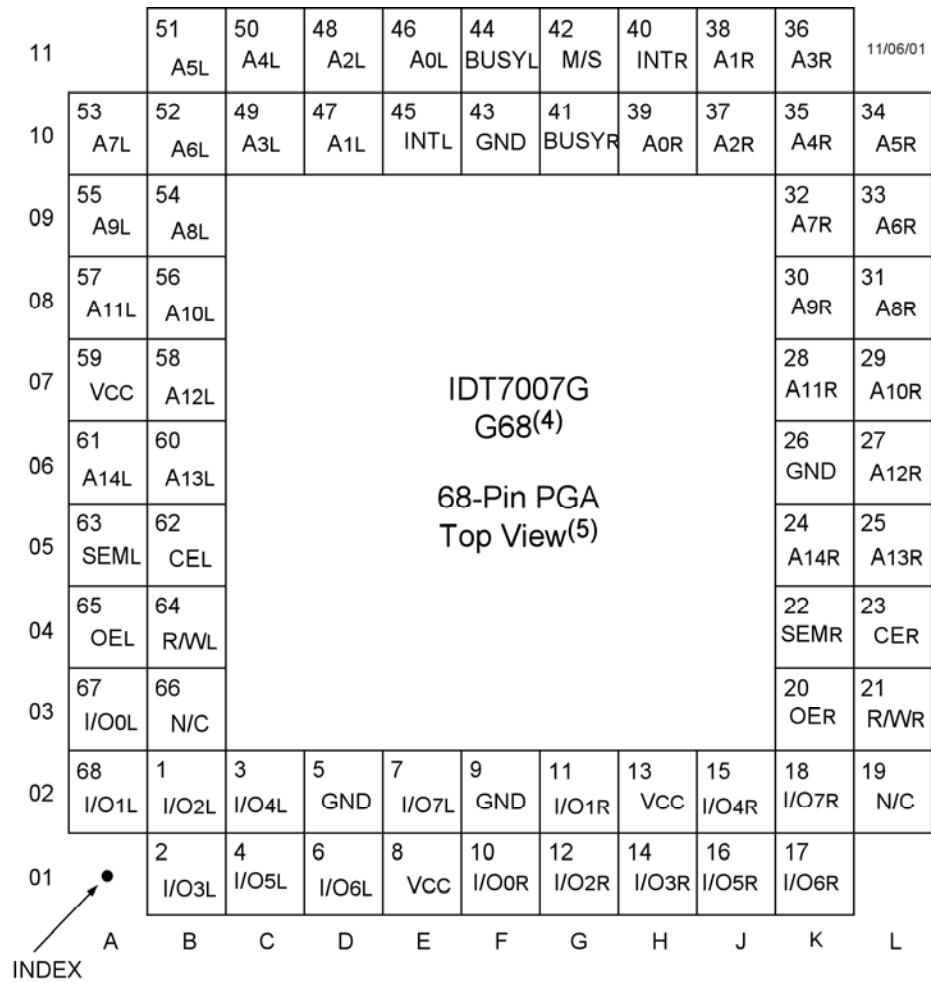 11 51 50 48 46 44 42 40 38 36 11/06/01
A5L A4L A2L A0L BUSYL M/S INTR A1R A3R
10 53 52 49 47 45 43 41 39 37 35 34
A7L A6L A3L A1L INTL GND BUSYR A0R A2R A4R A5R
09 55 54 32 33
A9L A8L A7R A6R
08 57 56 30 31
A11L A10L A9R A8R
07 59 58 28 29
VCC A12L A11R A10R
IDT7007G
G68(4)
06 61 60 26 27
A14L A13L GND A12R
68-Pin PGA
Top View(5)
05 63 62 24 25
SEML CEL A14R A13R
04 65 64 22 23
OEL R/WL SEMR CER
03 67 66 20 21
I/O0L N/C OER R/WR
02 68 1 3 5 7 9 11 13 15 18 19
I/O1L I/O2L I/O4L GND I/O7L GND I/O1R VCC I/O4R I/O7R N/C
01 2 4 6 8 10 12 14 16 17
I/O3L I/O5L I/O6L VCC I/O0R I/O2R I/O3R I/O5R I/O6R
A B C D E F G H J K L
INDEX